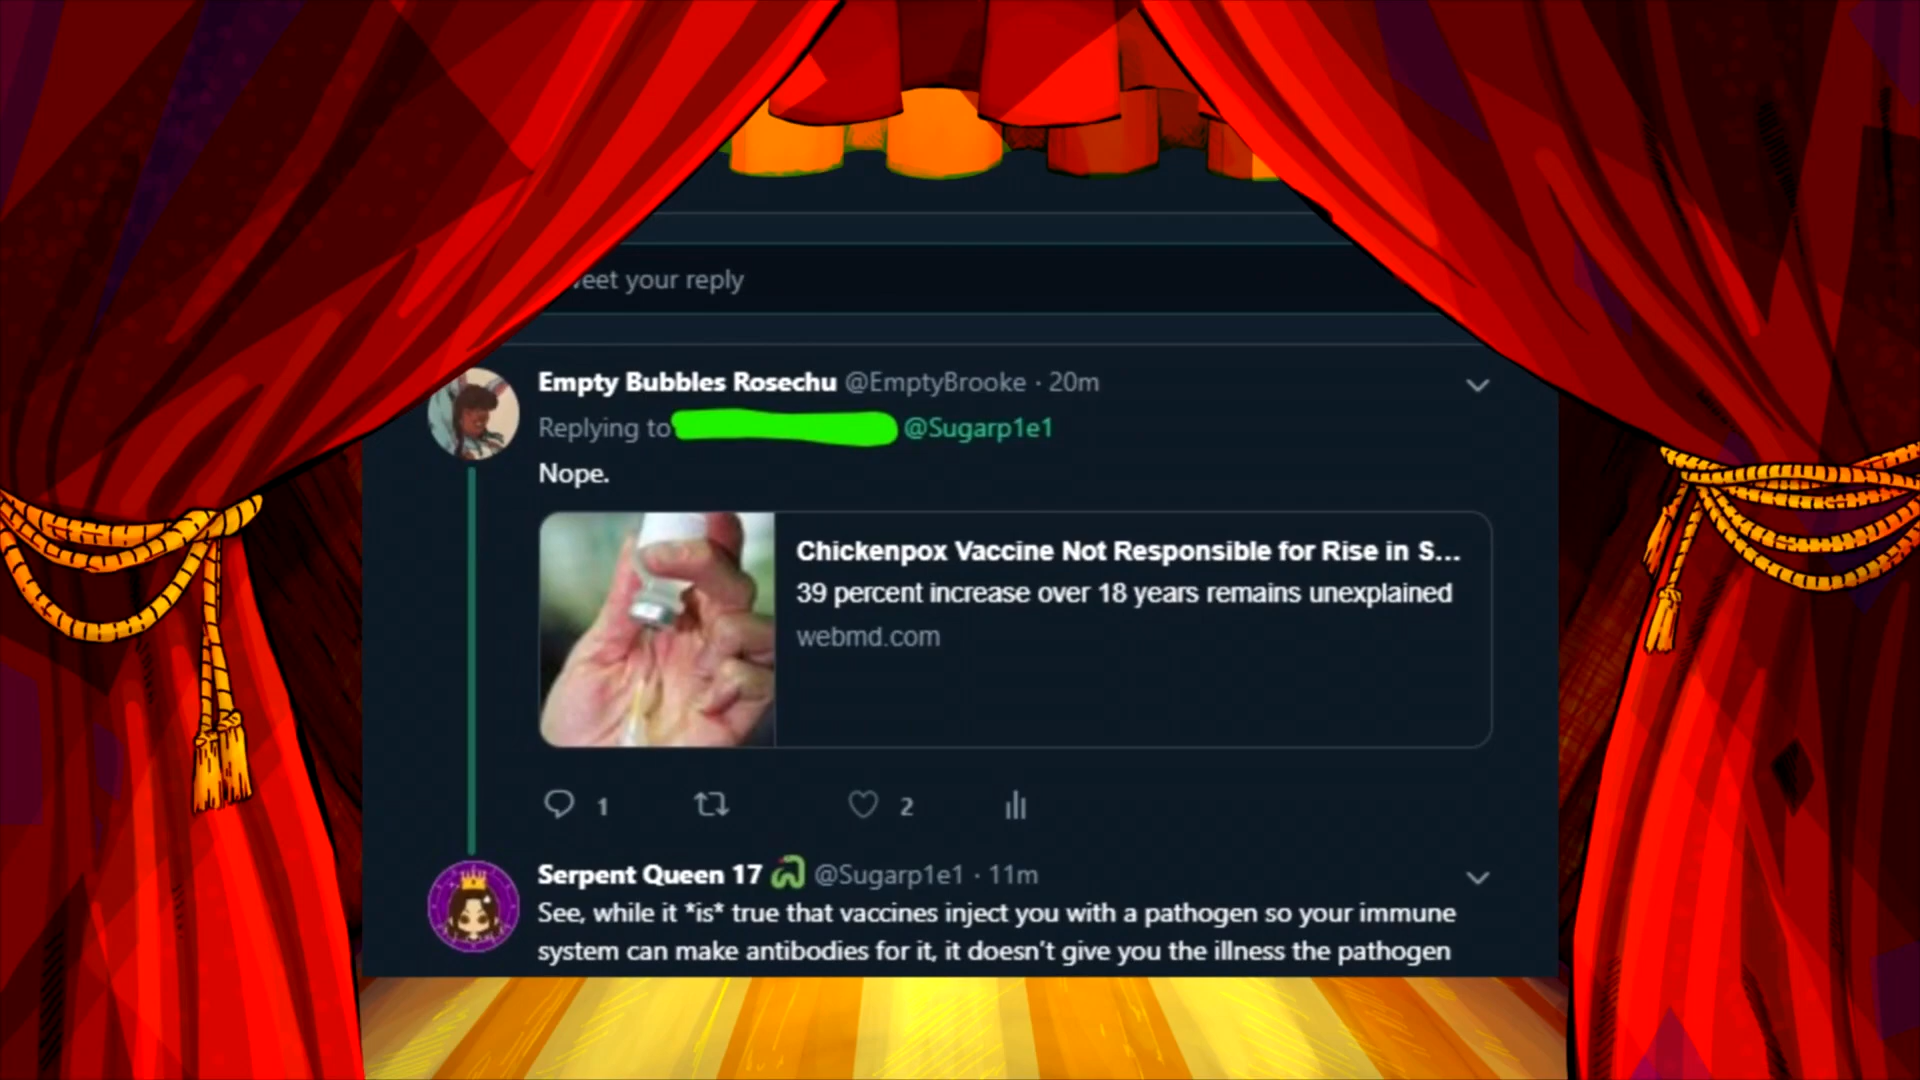 eet your reply
Empty Bubbles Rosechu @EmptyBrooke · 20m
Replying to @Sugarp1e1
Nope.
Chickenpox Vaccine Not Responsible for Rise in S...
39 percent increase over 18 years remains unexplained
webmd.com
1 2
Serpent Queen 17 @Sugarp1e1 · 11m
See, while it *is* true that vaccines inject you with a pathogen so your immune
system can make antibodies for it, it doesn't give you the illness the pathogen